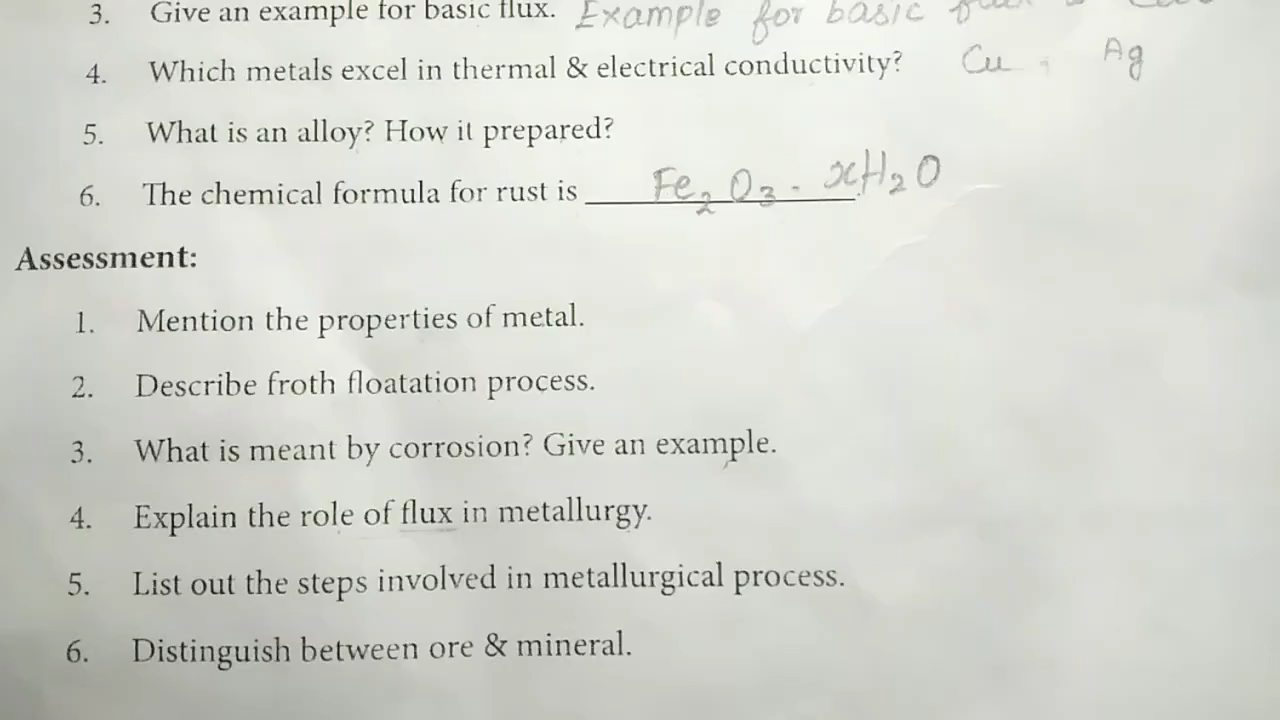 3. Give an example for basic flux. Example for basic
4. Which metals excel in thermal & electrical conductivity? Cu , Ag
5. What is an alloy? How it prepared?
6. The chemical formula for rust is Fe2O3 . xH2O
Assessment:
1. Mention the properties of metal.
2. Describe froth floatation process.
3. What is meant by corrosion? Give an example.
4. Explain the role of flux in metallurgy.
5. List out the steps involved in metallurgical process.
6. Distinguish between ore & mineral.